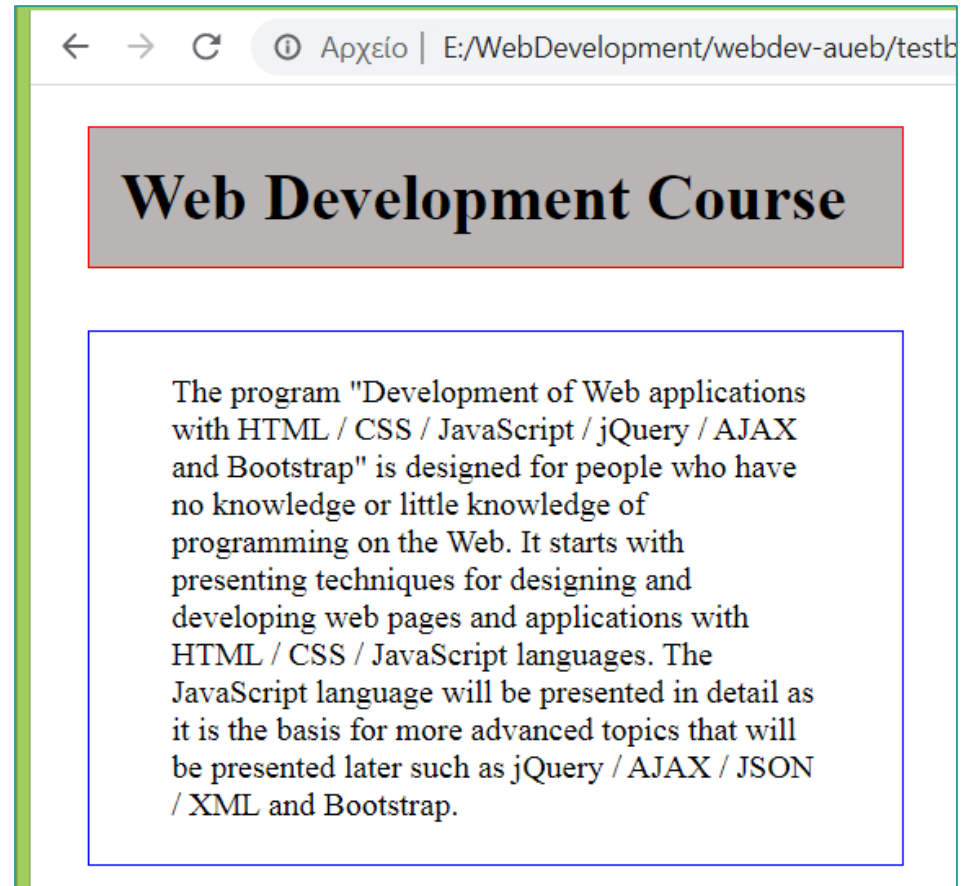 Αρχείο | E:/WebDevelopment/webdev-aueb/testb
Web Development Course
The program "Development of Web applications
with HTML / CSS / JavaScript / jQuery / AJAX
and Bootstrap" is designed for people who have
no knowledge or little knowledge of
programming on the Web. It starts with
presenting techniques for designing and
developing web pages and applications with
HTML / CSS / JavaScript languages. The
JavaScript language will be presented in detail as
it is the basis for more advanced topics that will
be presented later such as jQuery / AJAX / JSON
/ XML and Bootstrap.